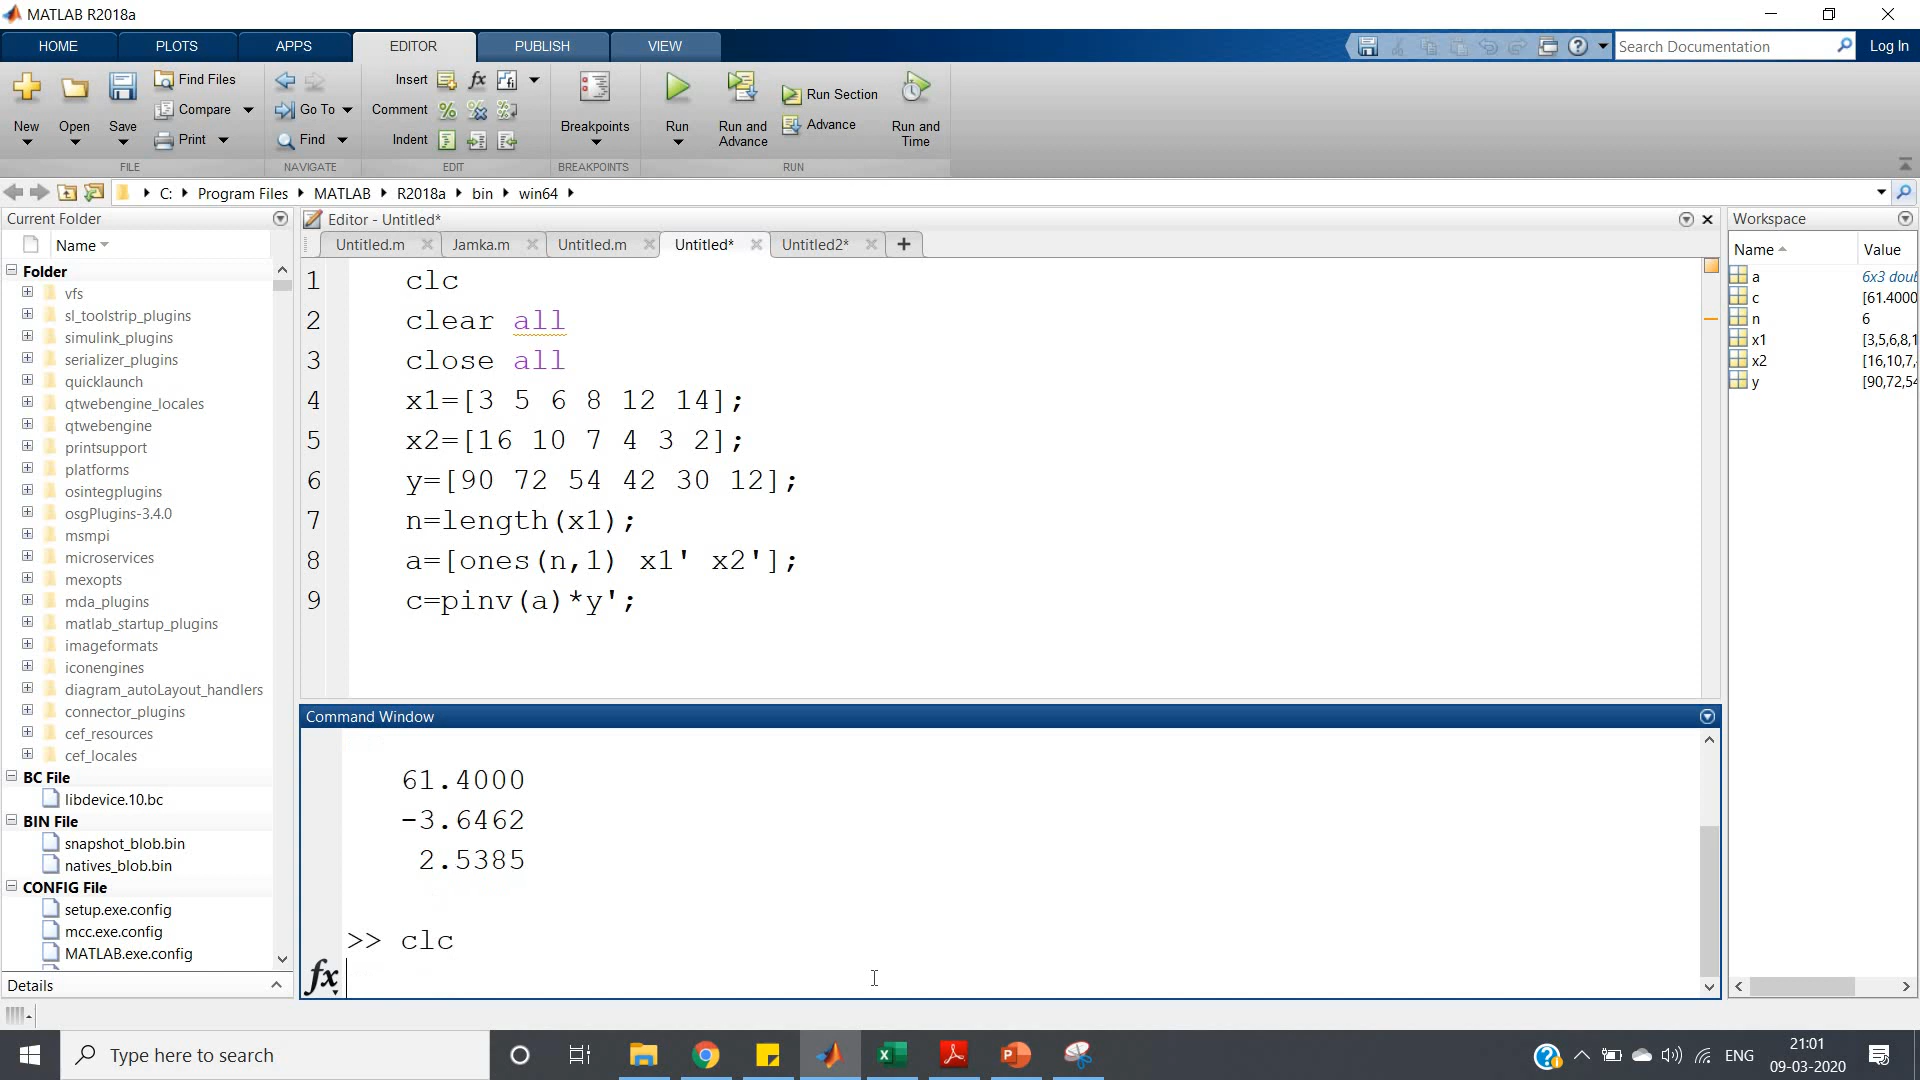 MATLAB R2018a
HOME PLOTS APPS EDITOR PUBLISH VIEW Search Documentation Log In
New Open Save Find Files Compare Print
Go To Find
Insert Comment Indent
Breakpoints
Run Run and Advance Run Section Advance Run and Time
FILE NAVIGATE EDIT BREAKPOINTS RUN
C: Program Files MATLAB R2018a bin win64
Current Folder
Name
Folder
vfs
sl_toolstrip_plugins
simulink_plugins
serializer_plugins
quicklaunch
qtwebengine_locales
qtwebengine
printsupport
platforms
osintegplugins
osgPlugins-3.4.0
msmpi
microservices
mexopts
mda_plugins
matlab_startup_plugins
imageformats
iconengines
diagram_autoLayout_handlers
connector_plugins
cef_resources
cef_locales
BC File
libdevice.10.bc
BIN File
snapshot_blob.bin
natives_blob.bin
CONFIG File
setup.exe.config
mcc.exe.config
MATLAB.exe.config
Details
Editor - Untitled*
Untitled.m Jamka.m Untitled.m Untitled* Untitled2*
1 clc
2 clear all
3 close all
4 x1=[3 5 6 8 12 14];
5 x2=[16 10 7 4 3 2];
6 y=[90 72 54 42 30 12];
7 n=length(x1);
8 a=[ones(n,1) x1' x2'];
9 c=pinv(a)*y';
Command Window
61.4000
-3.6462
2.5385
>> clc
fx
Workspace
Name Value
a 6x3 doub
c [61.4000
n 6
x1 [3,5,6,8,1
x2 [16,10,7,
y [90,72,54
Type here to search
ENG
21:01
09-03-2020